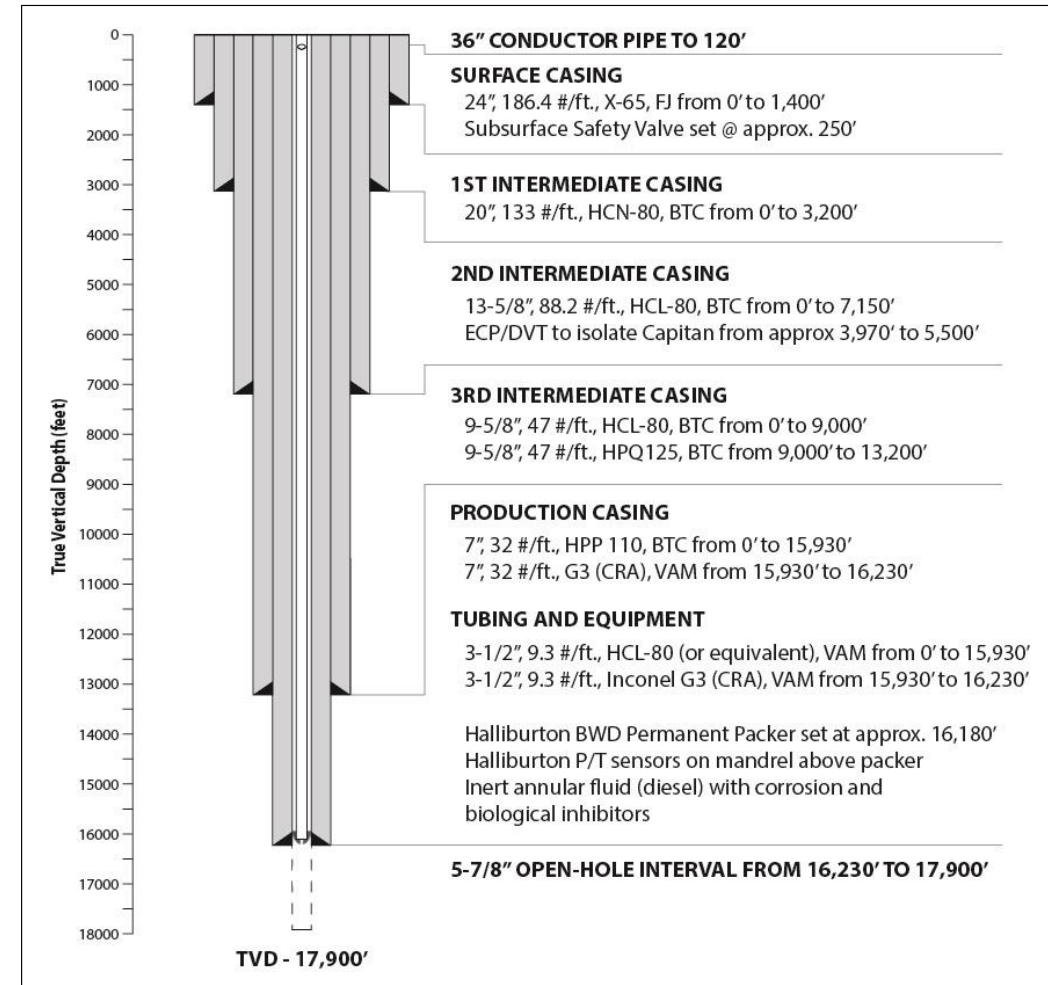 36” CONDUCTOR PIPE TO 120’
SURFACE CASING
24”, 186.4 #/ft., X-65, FJ from 0’ to 1,400’
Subsurface Safety Valve set @ approx. 250’
1ST INTERMEDIATE CASING
20”, 133 #/ft., HCN-80, BTC from 0’ to 3,200’
2ND INTERMEDIATE CASING
13-5/8”, 88.2 #/ft., HCL-80, BTC from 0’ to 7,150’
ECP/DVT to isolate Capitan from approx 3,970‘ to 5,500’
3RD INTERMEDIATE CASING
9-5/8”, 47 #/ft., HCL-80, BTC from 0’ to 9,000’
9-5/8”, 47 #/ft., HPQ125, BTC from 9,000’ to 13,200’
PRODUCTION CASING
7”, 32 #/ft., HPP 110, BTC from 0’ to 15,930’
7”, 32 #/ft., G3 (CRA), VAM from 15,930’ to 16,230’
TUBING AND EQUIPMENT
3-1/2”, 9.3 #/ft., HCL-80 (or equivalent), VAM from 0’ to 15,930’
3-1/2”, 9.3 #/ft., Inconel G3 (CRA), VAM from 15,930’ to 16,230’
Halliburton BWD Permanent Packer set at approx. 16,180’
Halliburton P/T sensors on mandrel above packer
Inert annular fluid (diesel) with corrosion and
biological inhibitors
5-7/8” OPEN-HOLE INTERVAL FROM 16,230’ TO 17,900’
True Vertical Depth (feet)
0
1000
2000
3000
4000
5000
6000
7000
8000
9000
10000
11000
12000
13000
14000
15000
16000
17000
18000
TVD - 17,900’